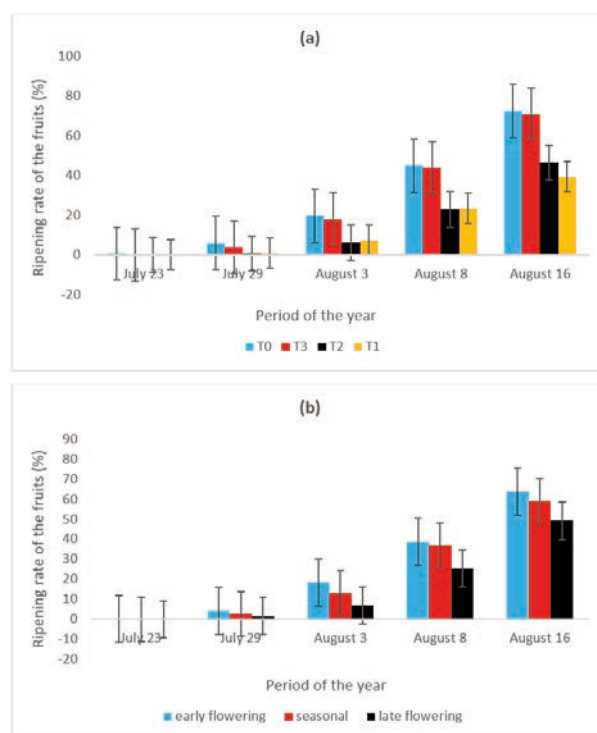 (a)
Ripening rate of the fruits (%)
100
80
60
40
20
0
-20
July 23 July 29 August 3 August 8 August 16
Period of the year
T0 T3 T2 T1
(b)
Ripening rate of the fruits (%)
90
80
70
60
50
40
30
20
10
0
-10
-20
July 23 July 29 August 3 August 8 August 16
Period of the year
early flowering seasonal late flowering